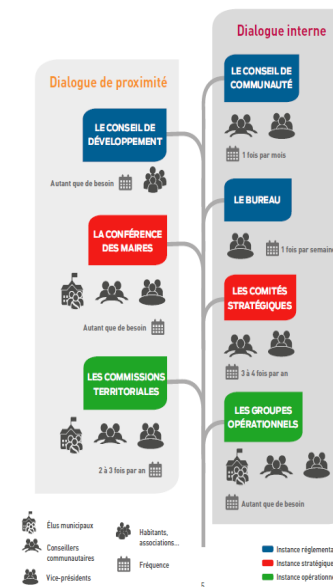 Dialogue de proximité
LE CONSEIL DE
DÉVELOPPEMENT
Autant que de besoin
LA CONFÉRENCE
DES MAIRES
Autant que de besoin
LES COMMISSIONS
TERRITORIALES
2 à 3 fois par an
Dialogue interne
LE CONSEIL DE
COMMUNAUTÉ
1 fois par mois
LE BUREAU
1 fois par semaine
LES COMITÉS
STRATÉGIQUES
3 à 4 fois par an
LES GROUPES
OPÉRATIONNELS
Autant que de besoin
Élus municipaux
Conseillers
communautaires
Vice-présidents
Habitants,
associations...
Fréquence
Instance réglementa
Instance stratégique
Instance opérationne